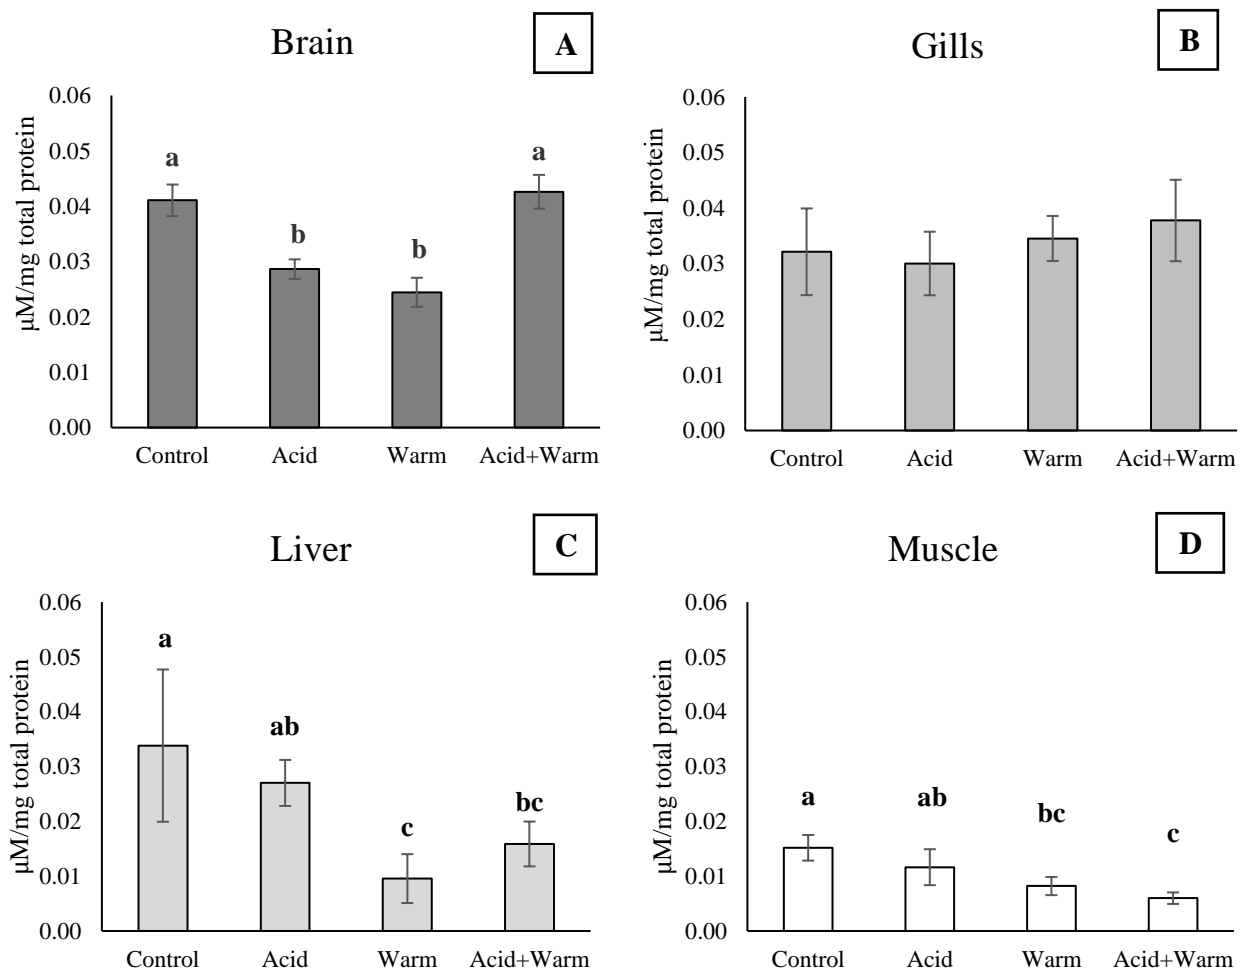 Brain
A
µM/mg total protein
0.06
0.05
0.04
0.03
0.02
0.01
0.00
a
b
b
a
Control
Acid
Warm
Acid+Warm
Gills
B
µM/mg total protein
0.06
0.05
0.04
0.03
0.02
0.01
0.00
Control
Acid
Warm
Acid+Warm
Liver
C
µM/mg total protein
0.06
0.05
0.04
0.03
0.02
0.01
0.00
a
ab
c
bc
Control
Acid
Warm
Acid+Warm
Muscle
D
µM/mg total protein
0.06
0.05
0.04
0.03
0.02
0.01
0.00
a
ab
bc
c
Control
Acid
Warm
Acid+Warm